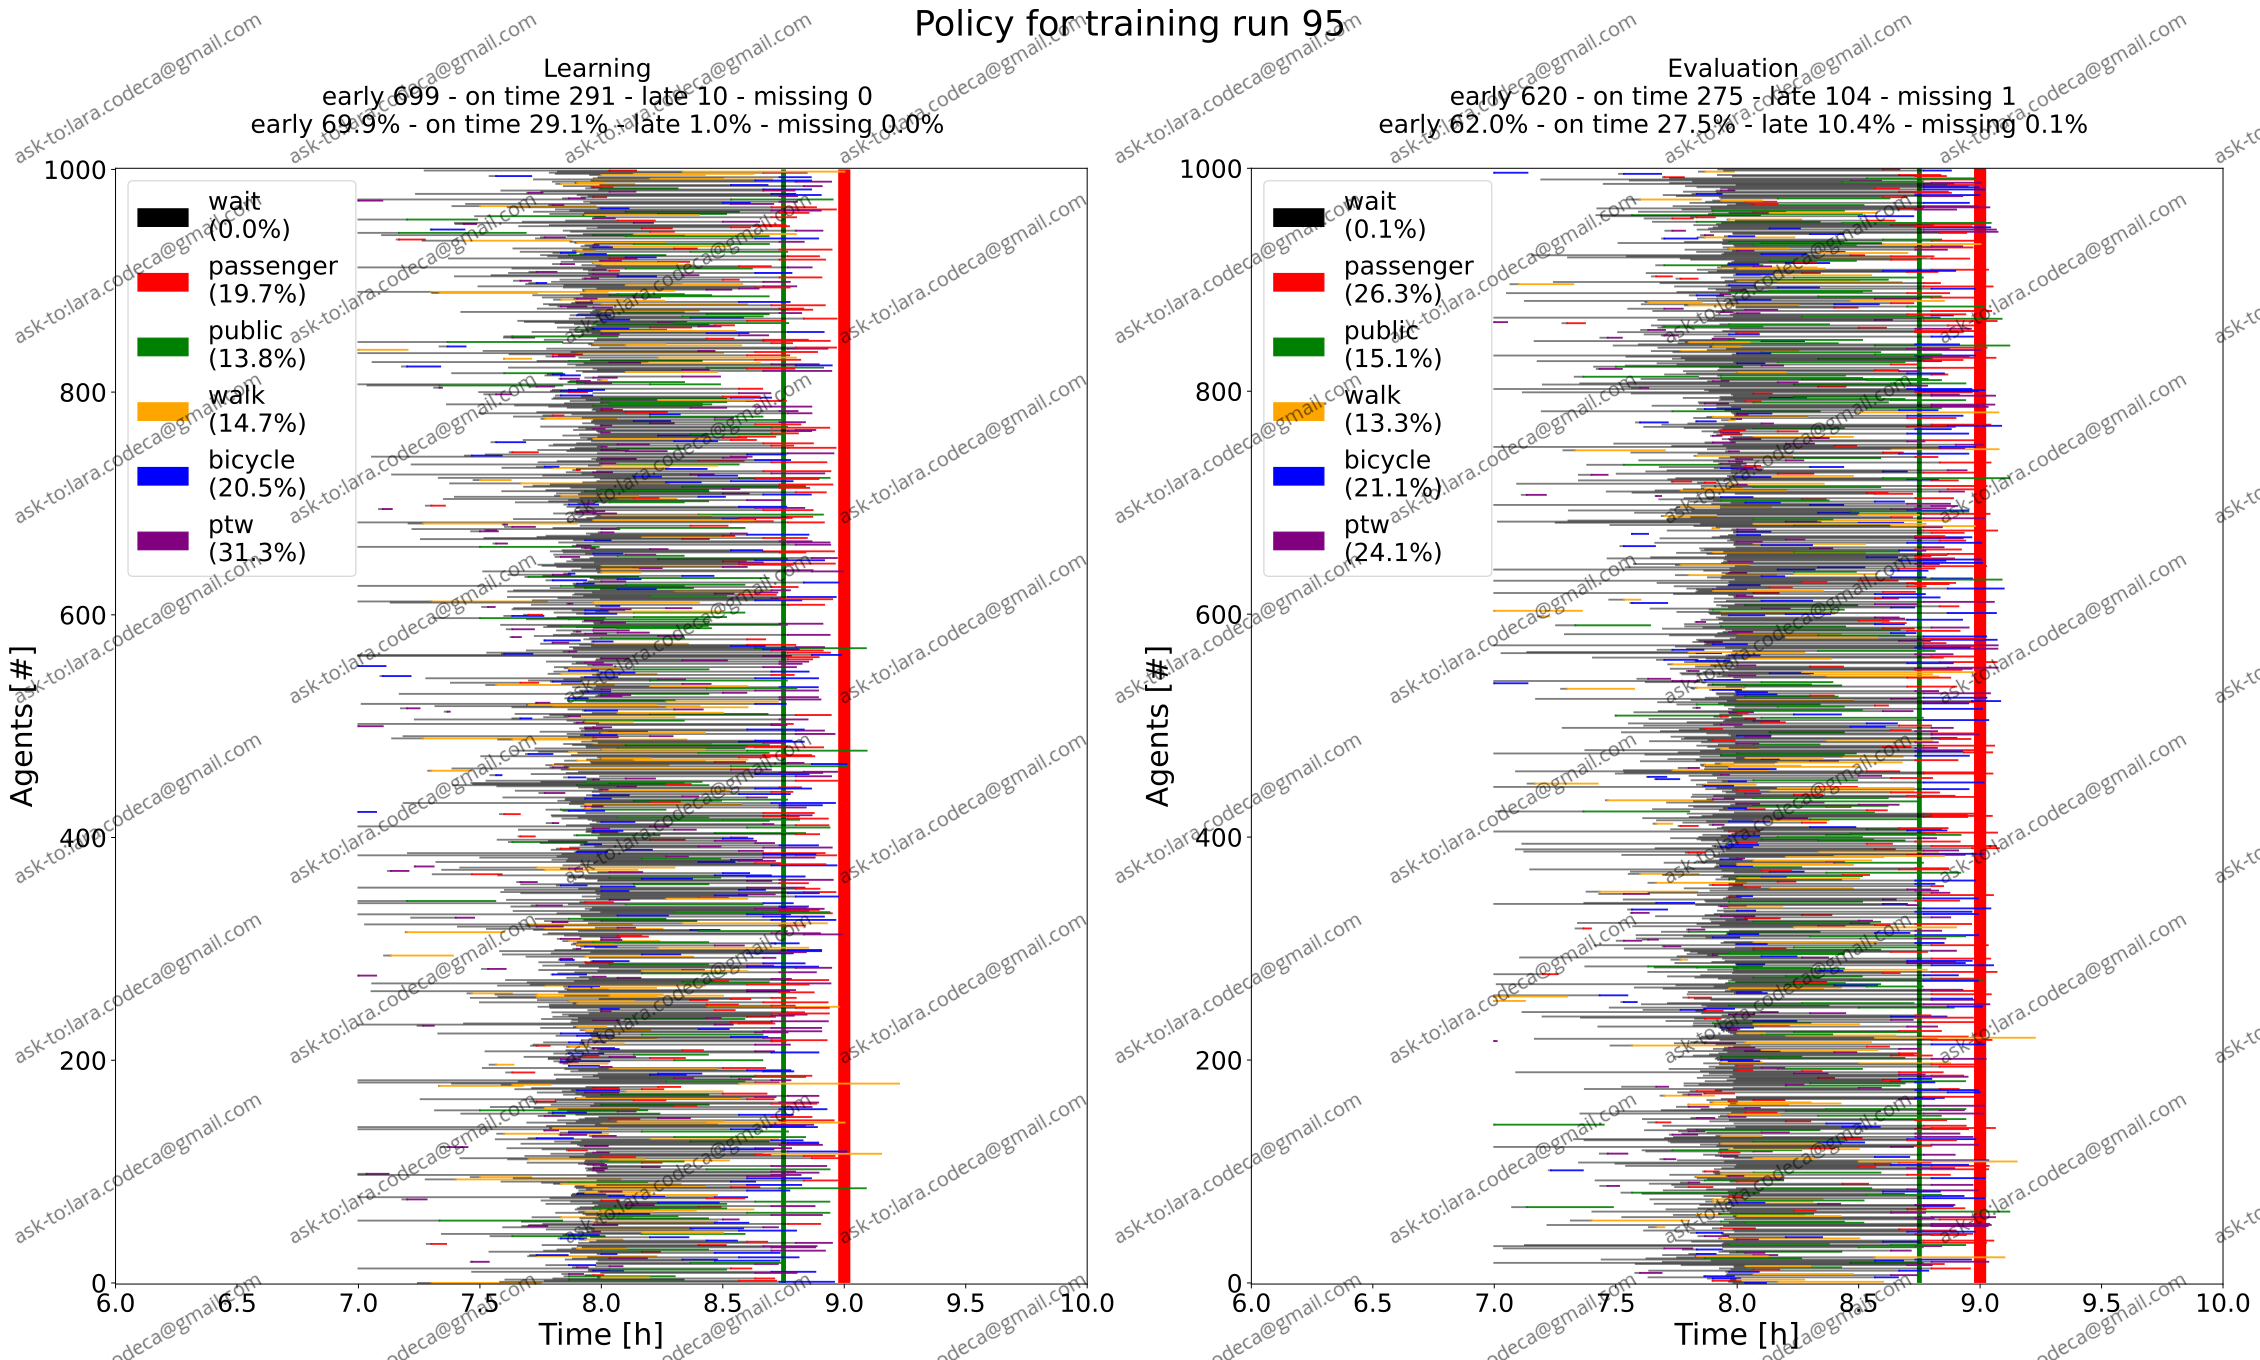 Policy for training run 95
Learning
early 699 - on time 291 - late 10 - missing 0
early 69.9% - on time 29.1% - late 1.0% - missing 0.0%
1000
800
600
400
200
0
Agents [#]
wait
(0.0%)
passenger
(19.7%)
public
(13.8%)
walk
(14.7%)
bicycle
(20.5%)
ptw
(31.3%)
6.0 6.5 7.0 7.5 8.0 8.5 9.0 9.5 10.0
Time [h]
Evaluation
early 620 - on time 275 - late 104 - missing 1
early 62.0% - on time 27.5% - late 10.4% - missing 0.1%
1000
800
600
400
200
0
Agents [#]
wait
(0.1%)
passenger
(26.3%)
public
(15.1%)
walk
(13.3%)
bicycle
(21.1%)
ptw
(24.1%)
6.0 6.5 7.0 7.5 8.0 8.5 9.0 9.5 10.0
Time [h]
ask-to:lara.codeca@gmail.com